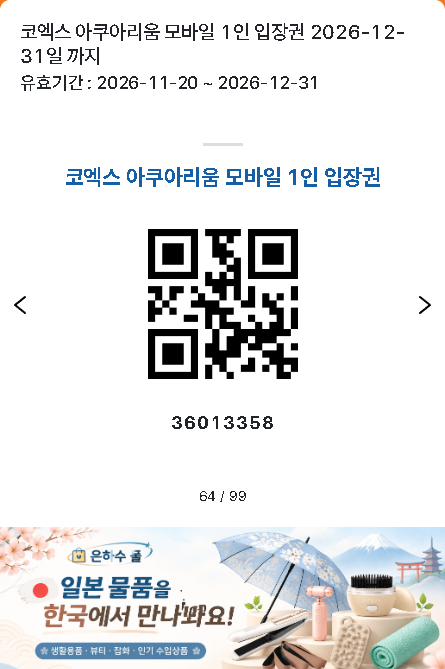 코엑스 아쿠아리움 모바일 1인 입장권 2026-12-
31일 까지
유효기간 : 2026-11-20 ~ 2026-12-31
코엑스 아쿠아리움 모바일 1인 입장권
36013358
64 / 99
은하수 몰
일본 물품을
한국에서 만나봐요!
생활용품 · 뷰티 · 잡화 · 인기 수입상품